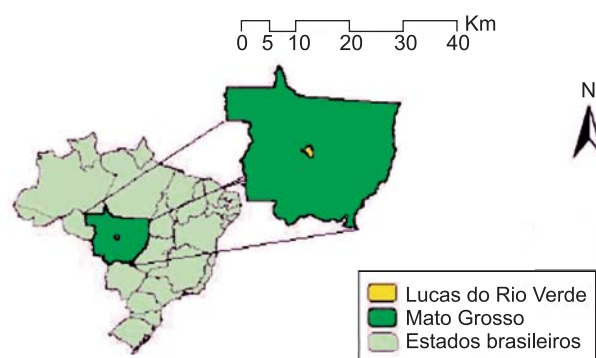 Km
0 5 10 20 30 40
N
Lucas do Rio Verde
Mato Grosso
Estados brasileiros